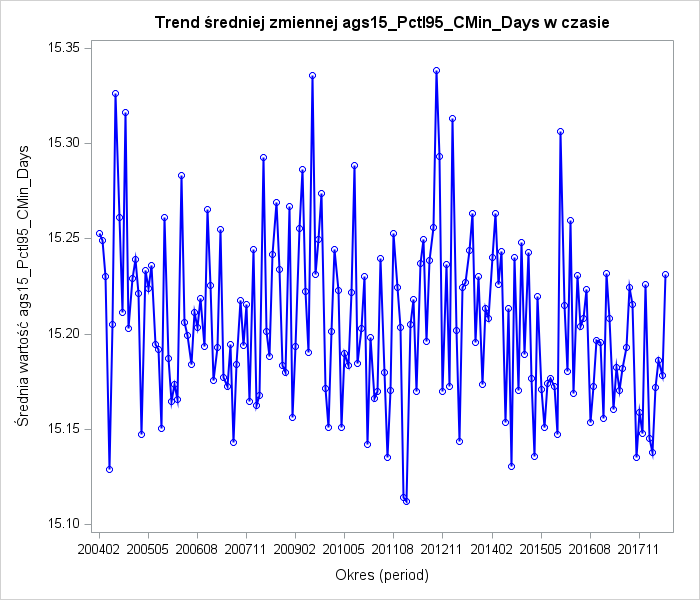 Trend średniej zmiennej ags15_Pctl95_CMin_Days w czasie
Średnia wartość ags15_Pctl95_CMin_Days
15.35
15.30
15.25
15.20
15.15
15.10
200402 200505 200608 200711 200902 201005 201108 201211 201402 201505 201608 201711
Okres (period)